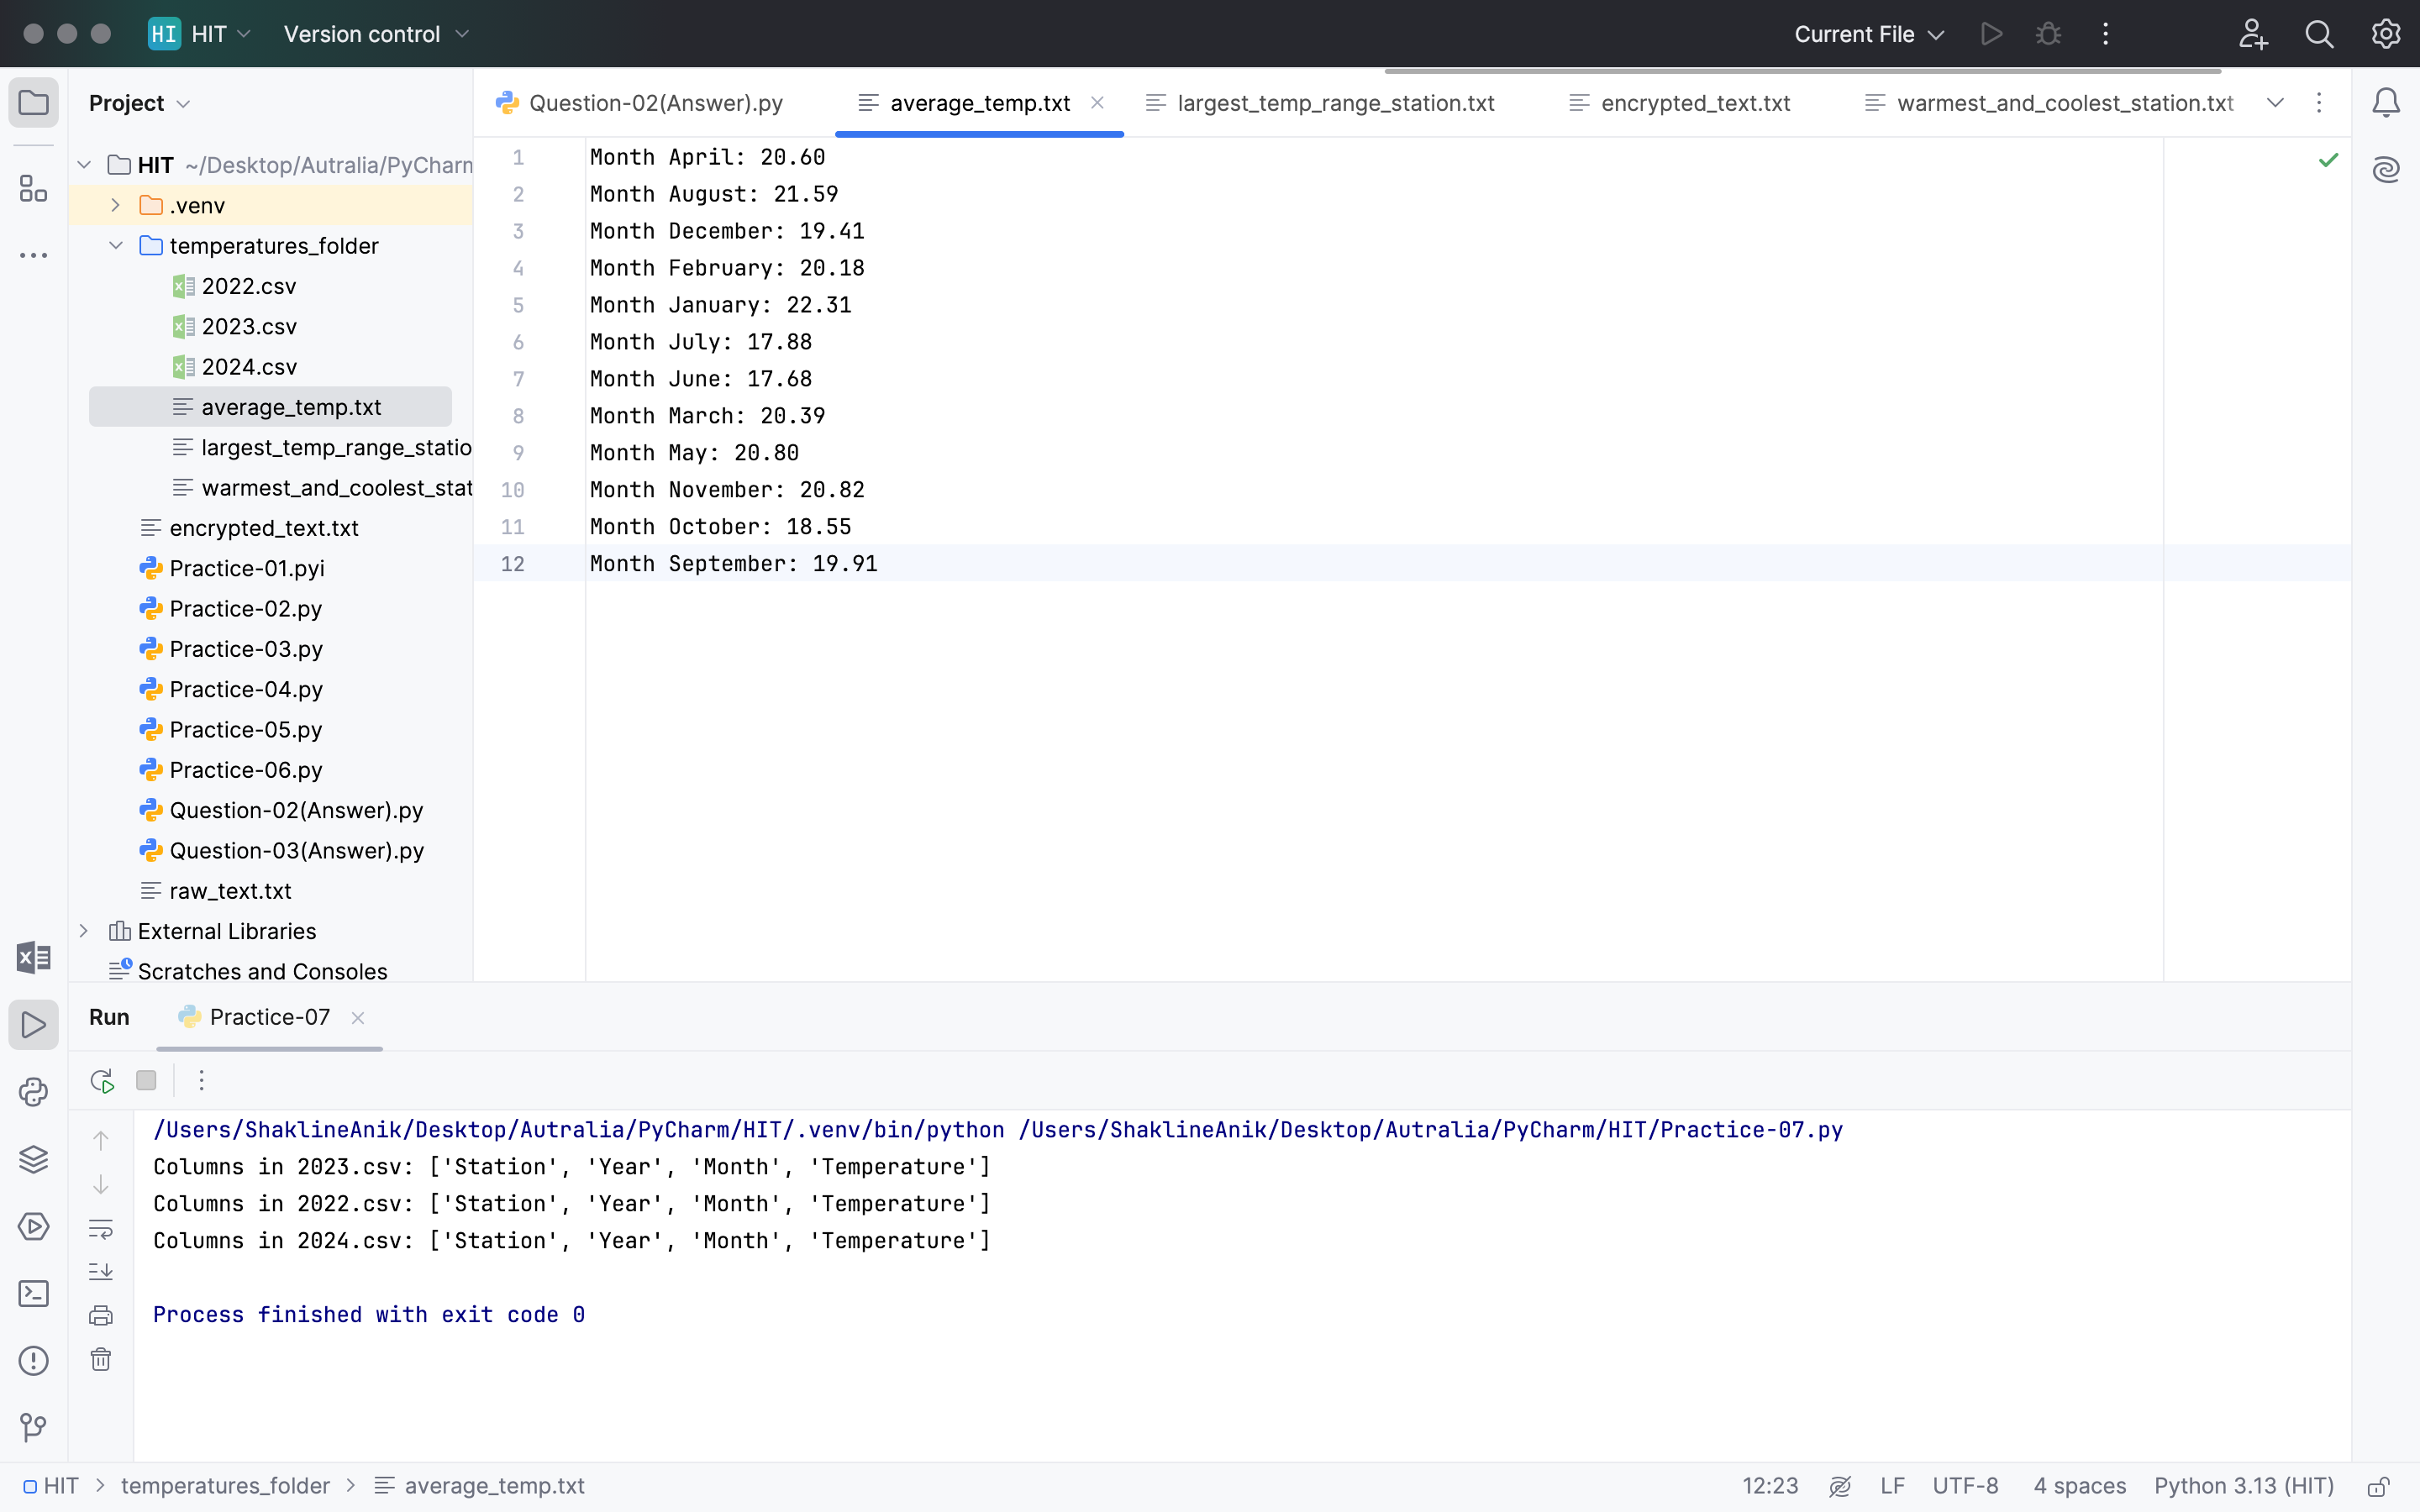 HI HIT Version control Current File
Project
Question-02(Answer).py average_temp.txt largest_temp_range_station.txt encrypted_text.txt warmest_and_coolest_station.txt
HIT ~/Desktop/Autralia/PyCharm
.venv
temperatures_folder
2022.csv
2023.csv
2024.csv
average_temp.txt
largest_temp_range_statio
warmest_and_coolest_stat
encrypted_text.txt
Practice-01.pyi
Practice-02.py
Practice-03.py
Practice-04.py
Practice-05.py
Practice-06.py
Question-02(Answer).py
Question-03(Answer).py
raw_text.txt
External Libraries
Scratches and Consoles
1 Month April: 20.60
2 Month August: 21.59
3 Month December: 19.41
4 Month February: 20.18
5 Month January: 22.31
6 Month July: 17.88
7 Month June: 17.68
8 Month March: 20.39
9 Month May: 20.80
10 Month November: 20.82
11 Month October: 18.55
12 Month September: 19.91
Run Practice-07
/Users/ShaklineAnik/Desktop/Autralia/PyCharm/HIT/.venv/bin/python /Users/ShaklineAnik/Desktop/Autralia/PyCharm/HIT/Practice-07.py
Columns in 2023.csv: ['Station', 'Year', 'Month', 'Temperature']
Columns in 2022.csv: ['Station', 'Year', 'Month', 'Temperature']
Columns in 2024.csv: ['Station', 'Year', 'Month', 'Temperature']
Process finished with exit code 0
HIT > temperatures_folder > average_temp.txt 12:23 LF UTF-8 4 spaces Python 3.13 (HIT)